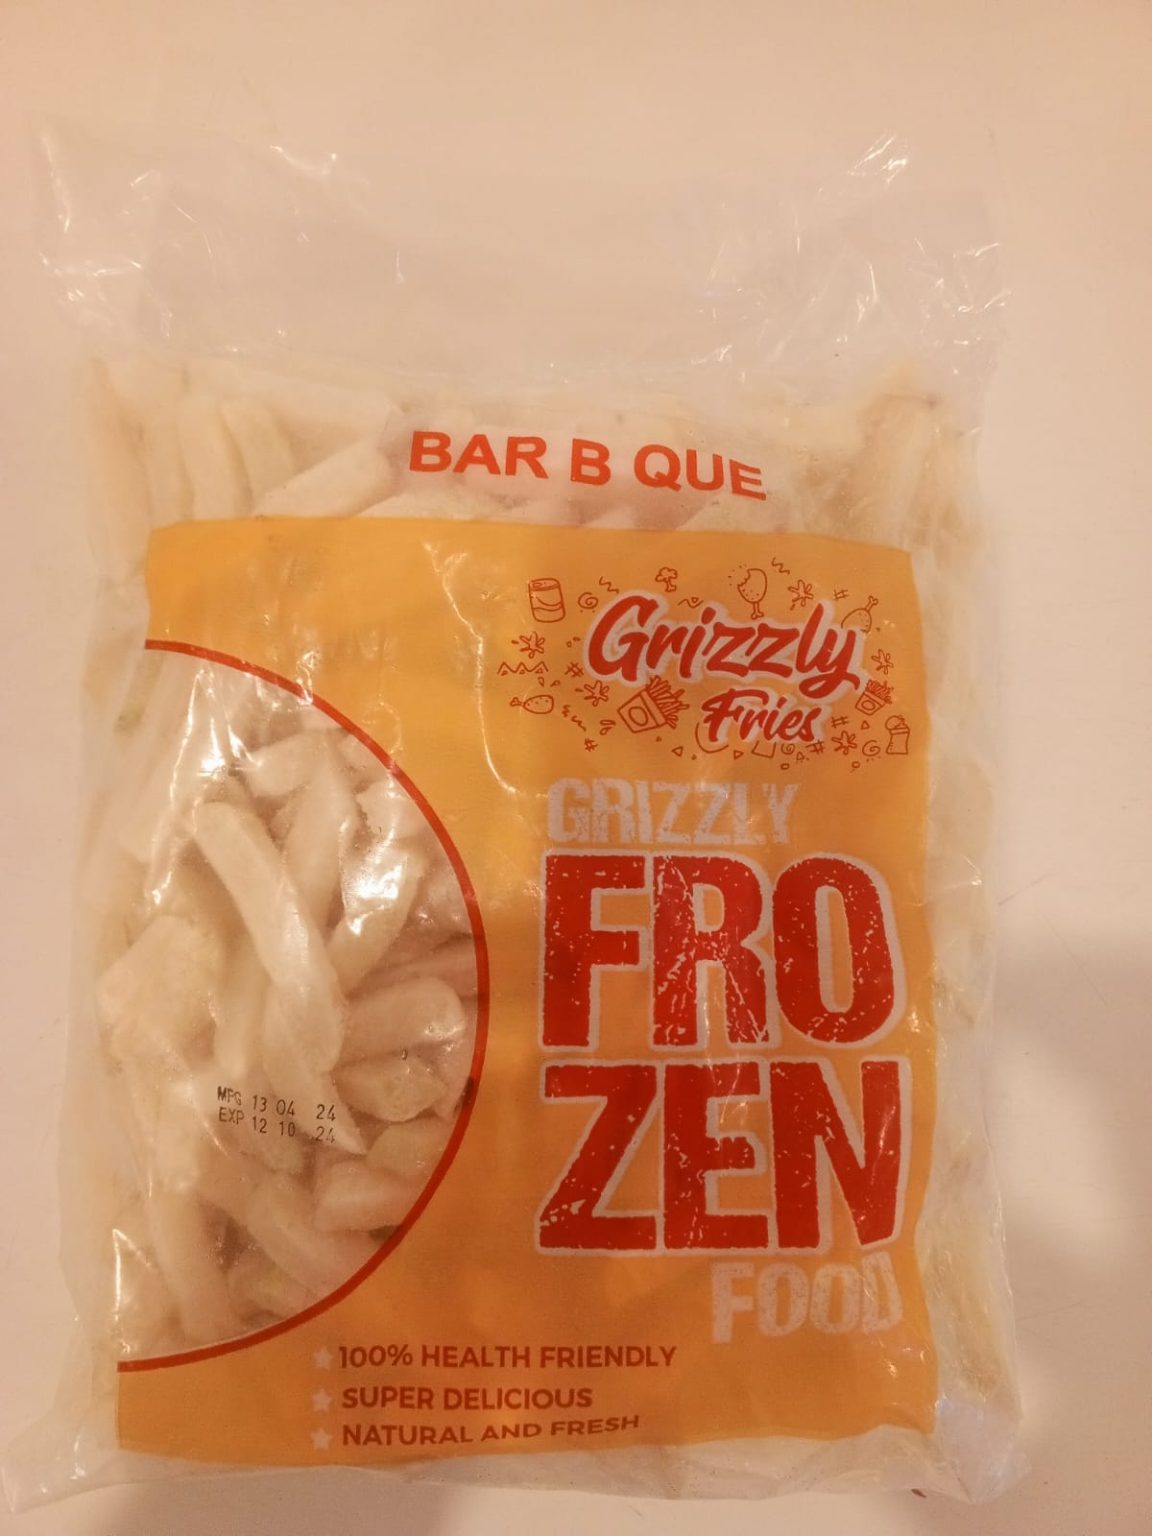 BAR B QUE
Grizzly
Fries
GRIZZLY
FRO
ZEN
FOOD
MFG 13 04 24
EXP 12 10 24
100% HEALTH FRIENDLY
SUPER DELICIOUS
NATURAL AND FRESH